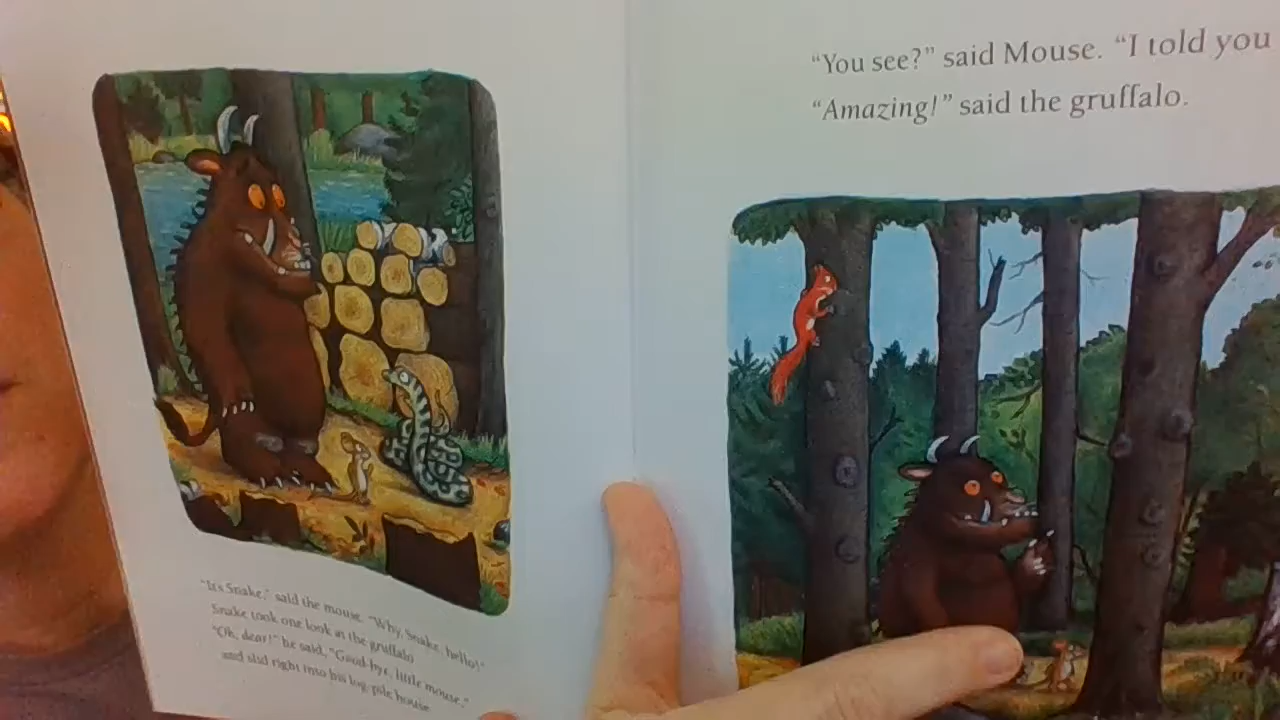 "It's Snake," said the mouse. "Why, Snake, hello!"
Snake took one look at the gruffalo.
"Oh, dear!" he said, "Good-bye, little mouse,"
and slid right into his log-pile house.
"You see?" said Mouse. "I told you
"Amazing!" said the gruffalo.